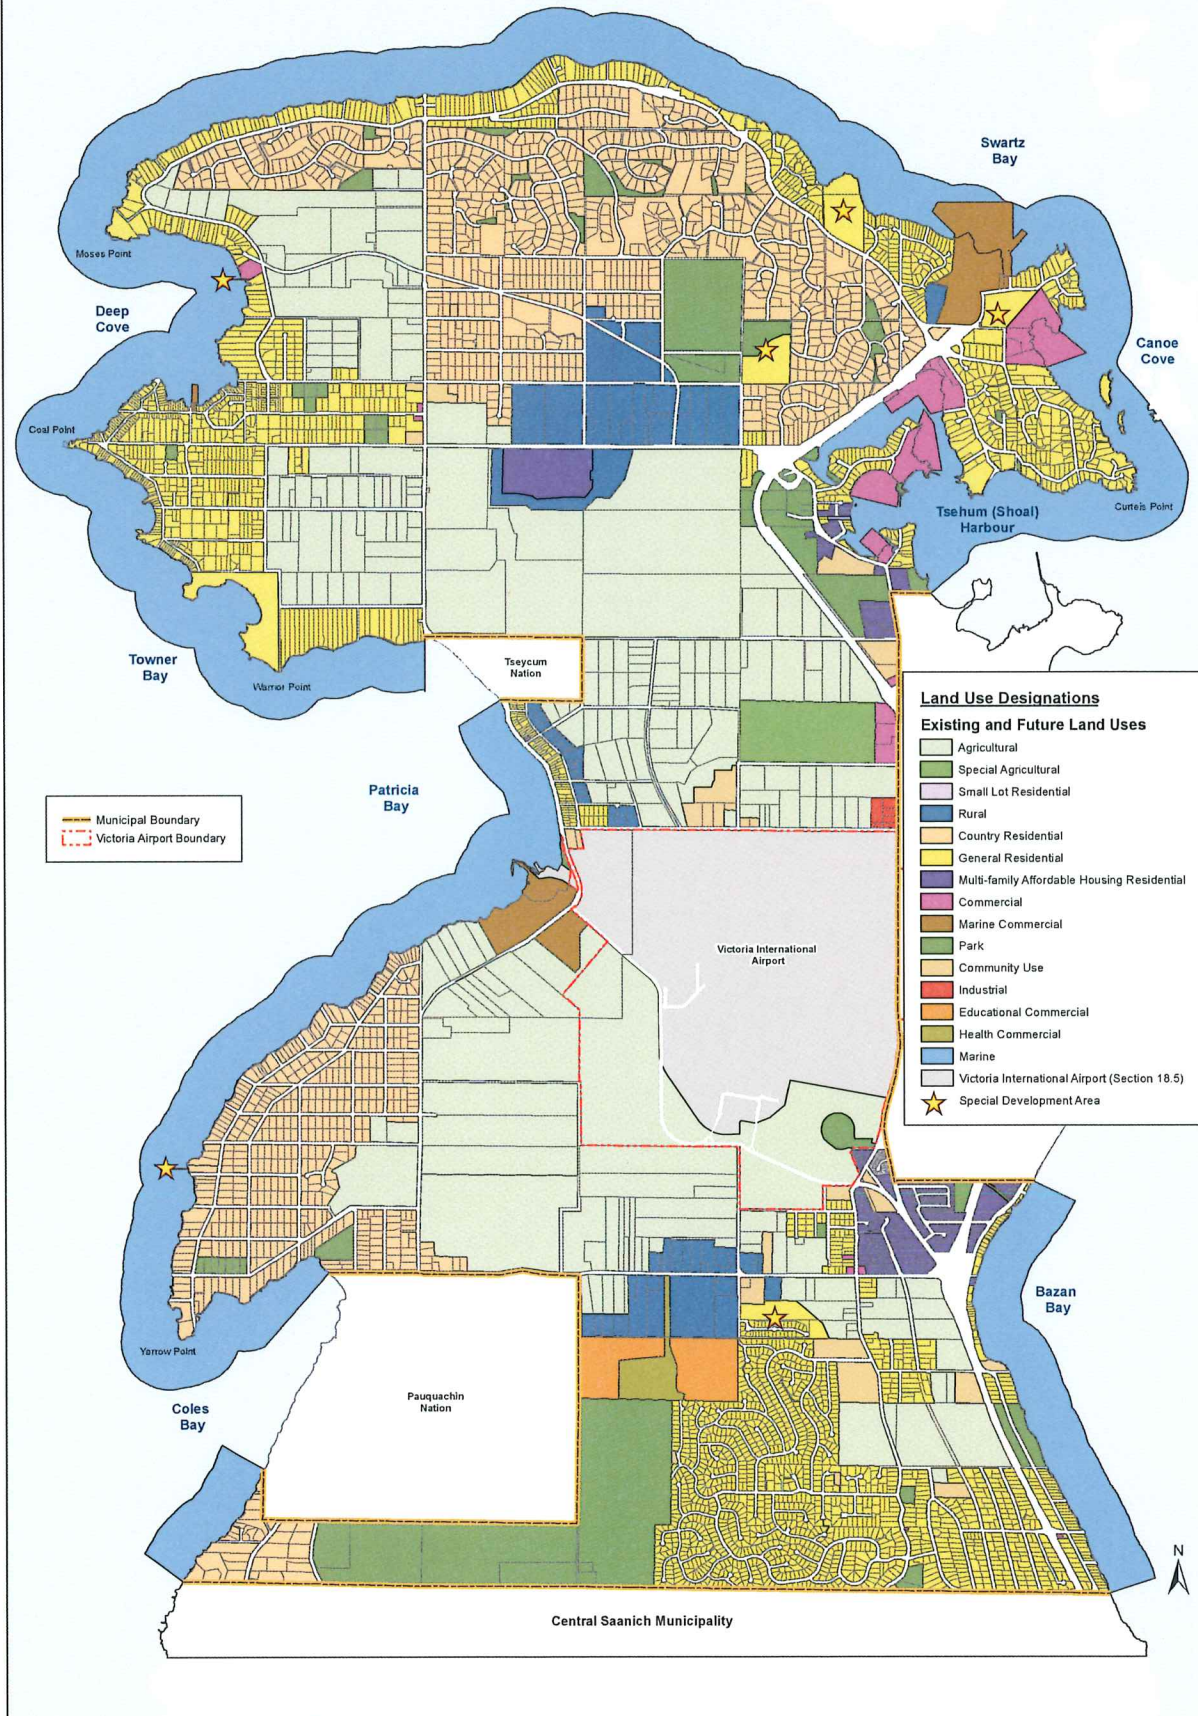 Swartz
Bay
Moses Point
Deep
Cove
Canoe
Cove
Coal Point
Tsehum (Shoal)
Harbour
Curteis Point
Towner
Bay
Warrior Point
Tseycum
Nation
Patricia
Bay
Municipal Boundary
Victoria Airport Boundary
Land Use Designations
Existing and Future Land Uses
Agricultural
Special Agricultural
Small Lot Residential
Rural
Country Residential
General Residential
Multi-family Affordable Housing Residential
Commercial
Marine Commercial
Park
Community Use
Industrial
Educational Commercial
Health Commercial
Marine
Victoria International Airport (Section 18.5)
Special Development Area
Victoria International
Airport
Bazan
Bay
Yarrow Point
Coles
Bay
Pauquachin
Nation
N
Central Saanich Municipality